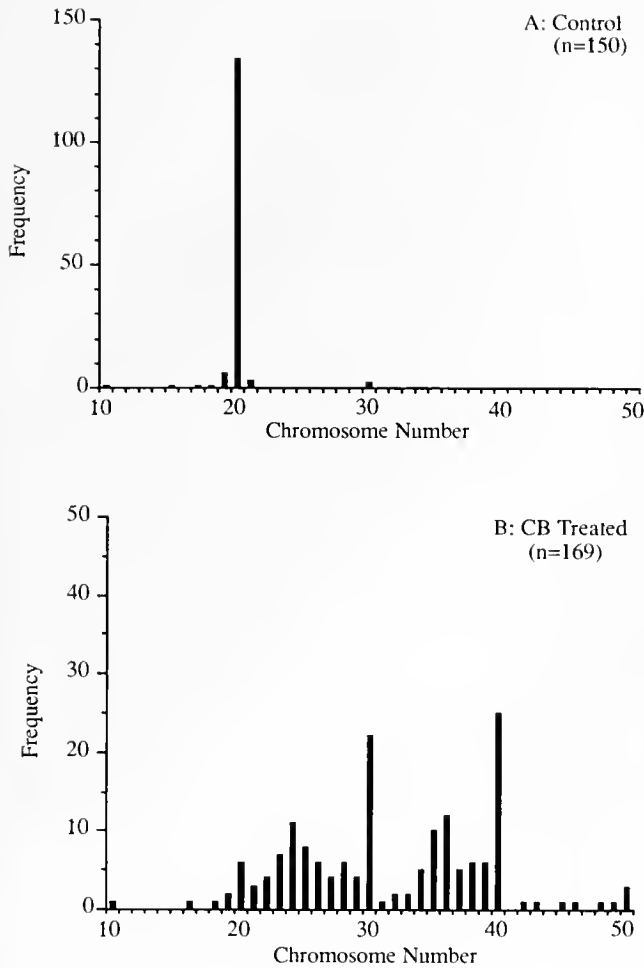 A: Control
(n=150)
150
100
50
0
Frequency
10 20 30 40 50
Chromosome Number
B: CB Treated
(n=169)
50
40
30
20
10
0
Frequency
10 20 30 40 50
Chromosome Number